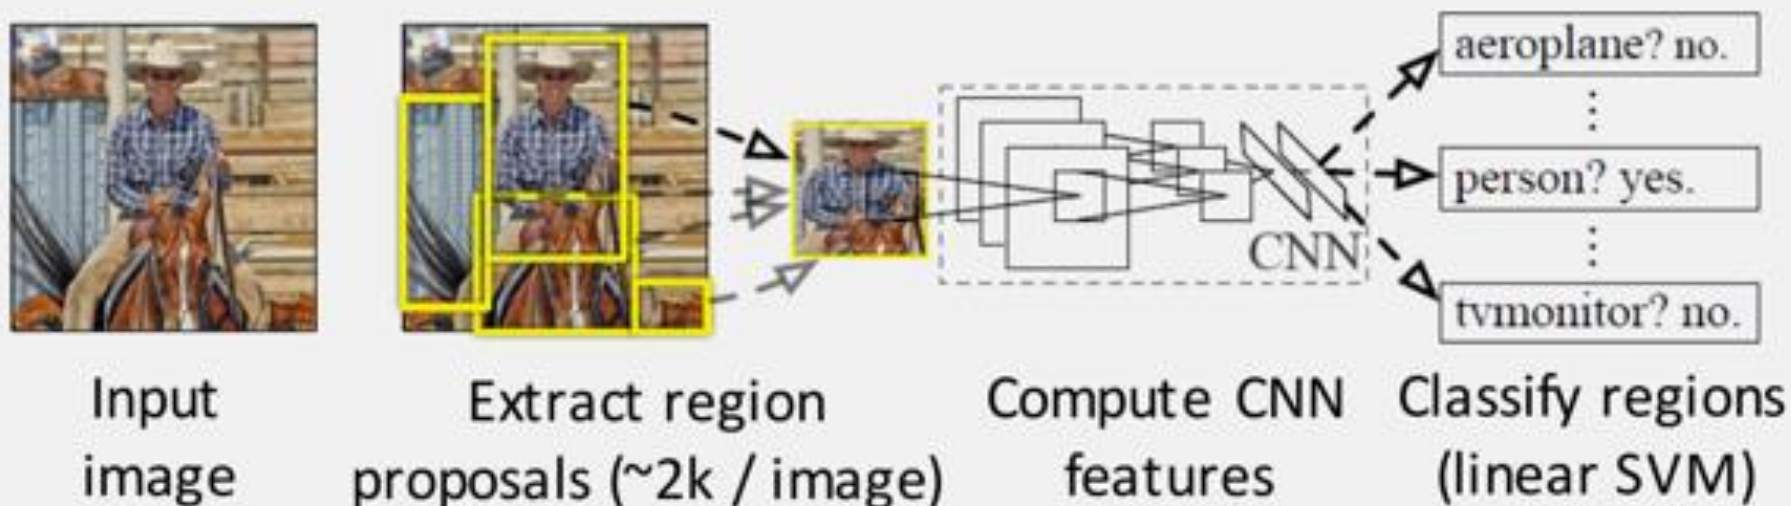 aeroplane? no.
⋮
person? yes.
⋮
tvmonitor? no.
CNN
Input
image
Extract region
proposals (~2k / image)
Compute CNN
features
Classify regions
(linear SVM)